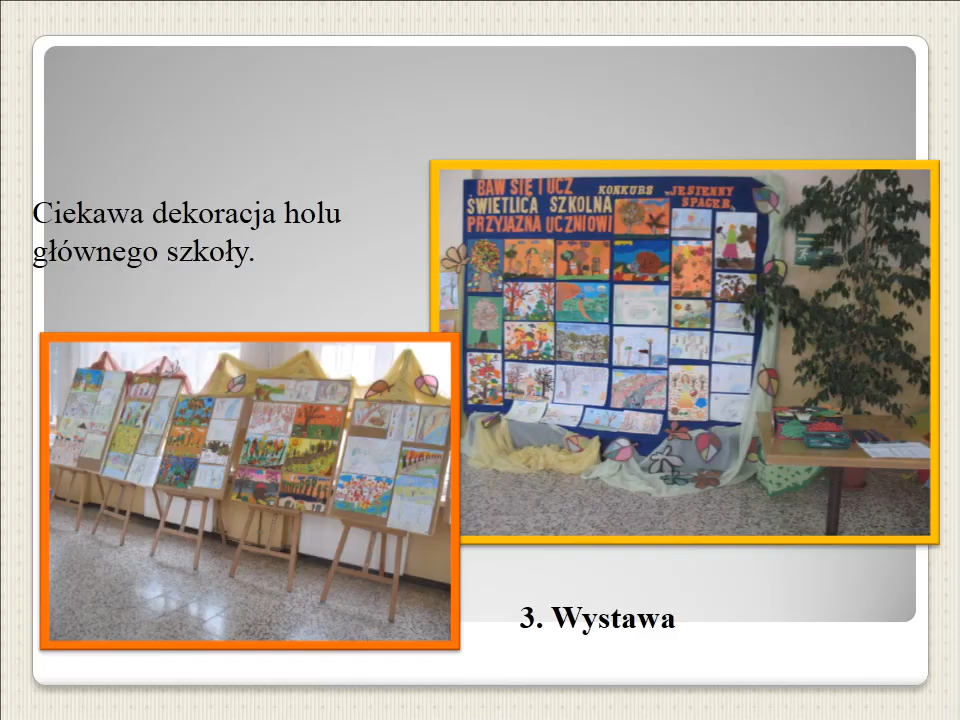 Ciekawa dekoracja holu
głównego szkoły.
BAW SIĘ I UCZ
ŚWIETLICA SZKOLNA
PRZYJAZNA UCZNIOWI
KONKURS „JESIENNY
SPACER„
3. Wystawa